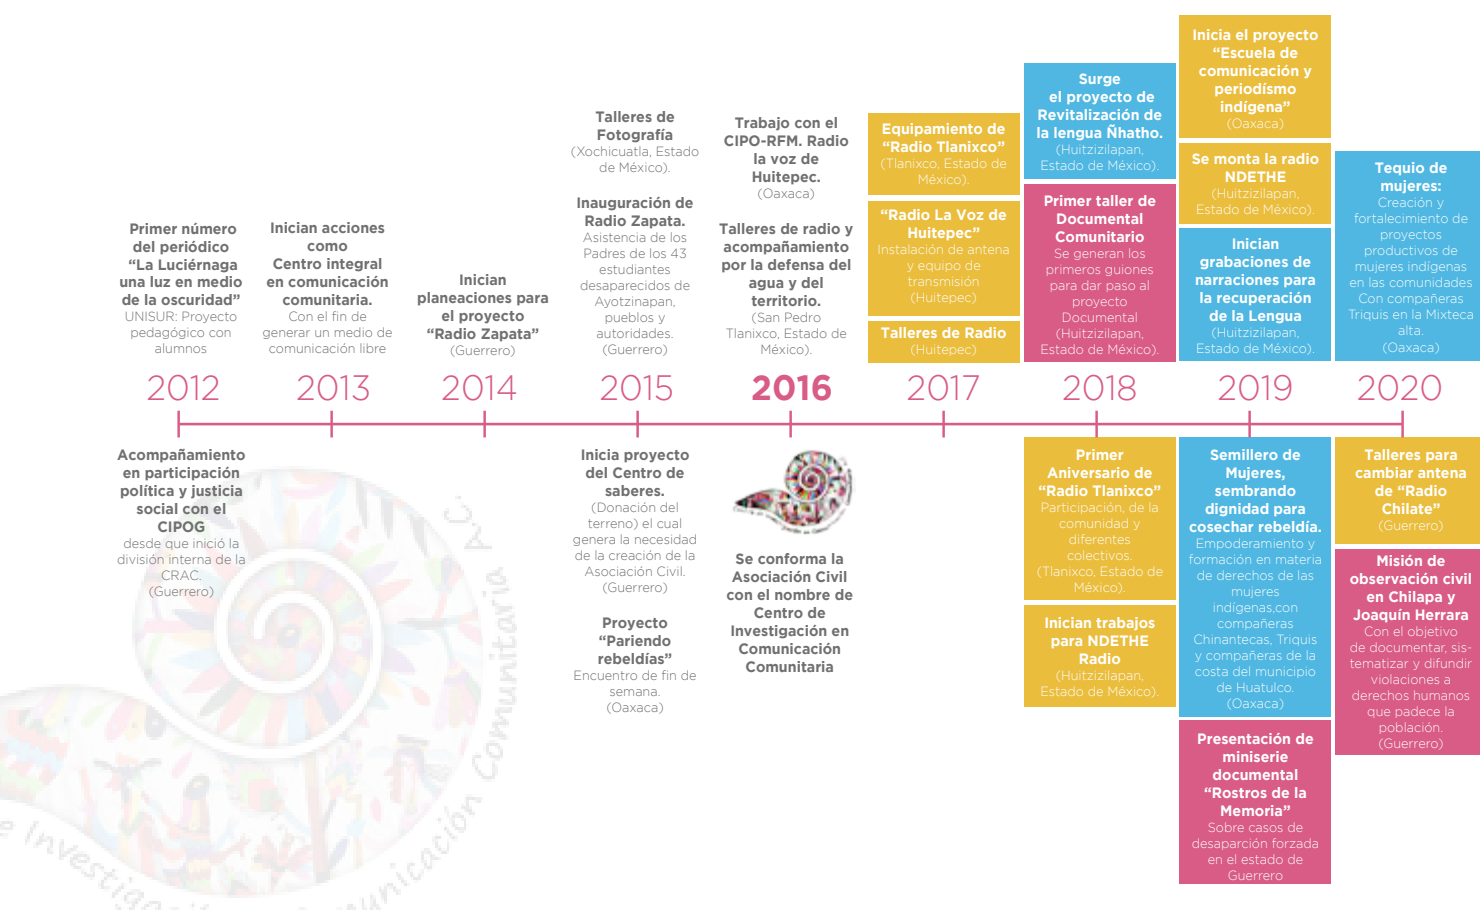 Primer número
del periódico
“La Luciérnaga
una luz en medio
de la oscuridad”
UNISUR: Proyecto
pedagógico con
alumnos
2012
Acompañamiento
en participación
política y justicia
social con el
CIPOG
desde que inició la
división interna de la
CRAC.
(Guerrero)
Inician acciones
como
Centro integral
en comunicación
comunitaria.
Con el fin de
generar un medio de
comunicación libre
2013
Inician
planeaciones para
el proyecto
“Radio Zapata”
(Guerrero)
2014
Talleres de
Fotografía
(Xochicuatla, Estado
de México).
Inauguración de
Radio Zapata.
Asistencia de los
Padres de los 43
estudiantes
desaparecidos de
Ayotzinapan,
pueblos y
autoridades.
(Guerrero)
2015
Inicia proyecto
del Centro de
saberes.
(Donación del
terreno) el cual
genera la necesidad
de la creación de la
Asociación Civil.
(Guerrero)
Proyecto
“Pariendo
rebeldías”
Encuentro de fin de
semana.
(Oaxaca)
Trabajo con el
CIPO-RFM. Radio
la voz de
Huitepec.
(Oaxaca)
Talleres de radio y
acompañamiento
por la defensa del
agua y del
territorio.
(San Pedro
Tlanixco, Estado de
México).
2016
Se conforma la
Asociación Civil
con el nombre de
Centro de
Investigación en
Comunicación
Comunitaria
Equipamiento de
“Radio Tlanixco”
(Tlanixco, Estado de
México).
“Radio La Voz de
Huitepec”
Instalación de antena
y equipo de
transmisión
(Huitepec)
Talleres de Radio
(Huitepec)
2017
Surge
el proyecto de
Revitalización de
la lengua Ñhatho.
(Huitzizilapan,
Estado de México).
Primer taller de
Documental
Comunitario
Se generan los
primeros guiones
para dar paso al
proyecto
Documental
(Huitzizilapan,
Estado de México).
2018
Primer
Aniversario de
“Radio Tlanixco”
Participación, de la
comunidad y
diferentes
colectivos.
(Tlanixco, Estado de
México).
Inician trabajos
para NDETHE
Radio
(Huitzizilapan,
Estado de México).
Inicia el proyecto
“Escuela de
comunicación y
periodísmo
indígena”
(Oaxaca)
Se monta la radio
NDETHE
(Huitzizilapan,
Estado de México).
Inician
grabaciones de
narraciones para
la recuperación
de la Lengua
(Huitzizilapan,
Estado de México).
2019
Semillero de
Mujeres,
sembrando
dignidad para
cosechar rebeldía.
Empoderamiento y
formación en materia
de derechos de las
mujeres
indígenas,con
compañeras
Chinantecas, Triquis
y compañeras de la
costa del municipio
de Huatulco.
(Oaxaca)
Presentación de
miniserie
documental
“Rostros de la
Memoria”
Sobre casos de
desaparción forzada
en el estado de
Guerrero
Tequio de
mujeres:
Creación y
fortalecimiento de
proyectos
productivos de
mujeres indígenas
en las comunidades
Con compañeras
Triquis en la Mixteca
alta.
(Oaxaca)
2020
Talleres para
cambiar antena
de “Radio
Chilate”
(Guerrero)
Misión de
observación civil
en Chilapa y
Joaquín Herrara
Con el objetivo
de documentar, sis-
tematizar y difundir
violaciones a
derechos humanos
que padece la
población.
(Guerrero)